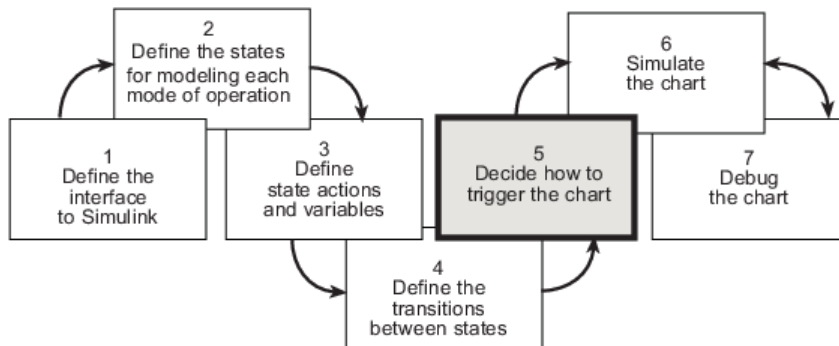 1
Define the
interface
to Simulink
2
Define the states
for modeling each
mode of operation
3
Define
state actions
and variables
4
Define the
transitions
between states
5
Decide how to
trigger the chart
6
Simulate
the chart
7
Debug
the chart